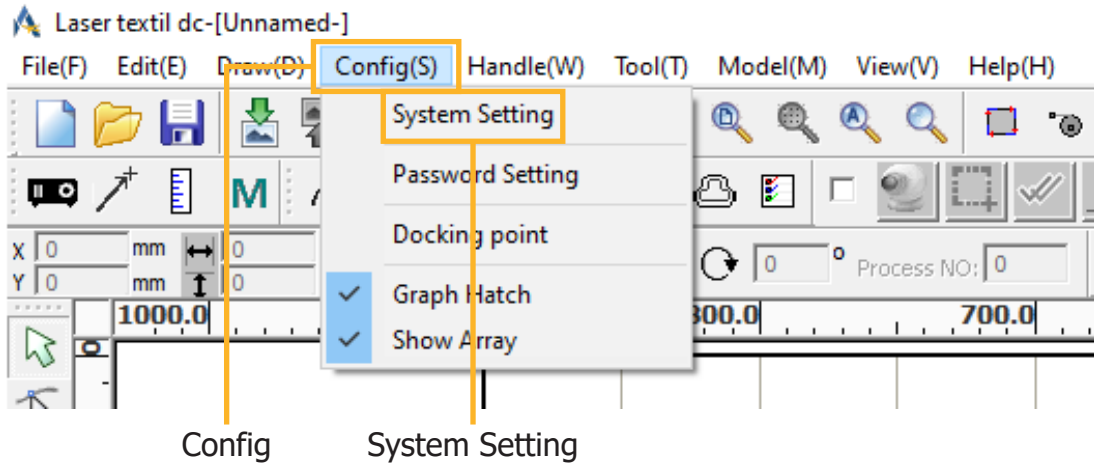 Laser textil dc-[Unnamed-]
File(F) Edit(E) Draw(D) Config(S) Handle(W) Tool(T) Model(M) View(V) Help(H)
System Setting
Password Setting
M
X 0 mm 0
Docking point
0 ° Process NO: 0
Y 0 mm 0
Graph Hatch
1000.0 800.0 700.0
0
Show Array
Config System Setting